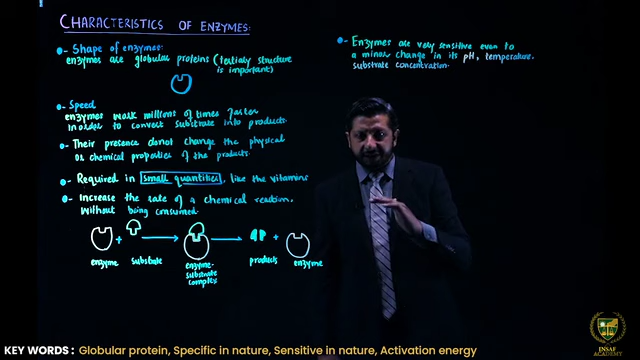 CHARACTERISTICS OF ENZYMES:
- Shape of enzymes:
enzymes are globular proteins (tertiary structure
is important)
- Speed
enzymes work millions of times faster
in order to convert substrate into products.
- Their presence donot change the physical
or chemical properties of the products.
- Required in small quantities, like the vitamins
- Increase the rate of a chemical reaction,
without being consumed.
+ + 
enzyme substrate enzyme- products enzyme
substrate
complex
- Enzymes are very sensitive even to
a minor change in its pH, temperature,
substrate concentration.
INSAF
ACADEMY
KEY WORDS : Globular protein, Specific in nature, Sensitive in nature, Activation energy